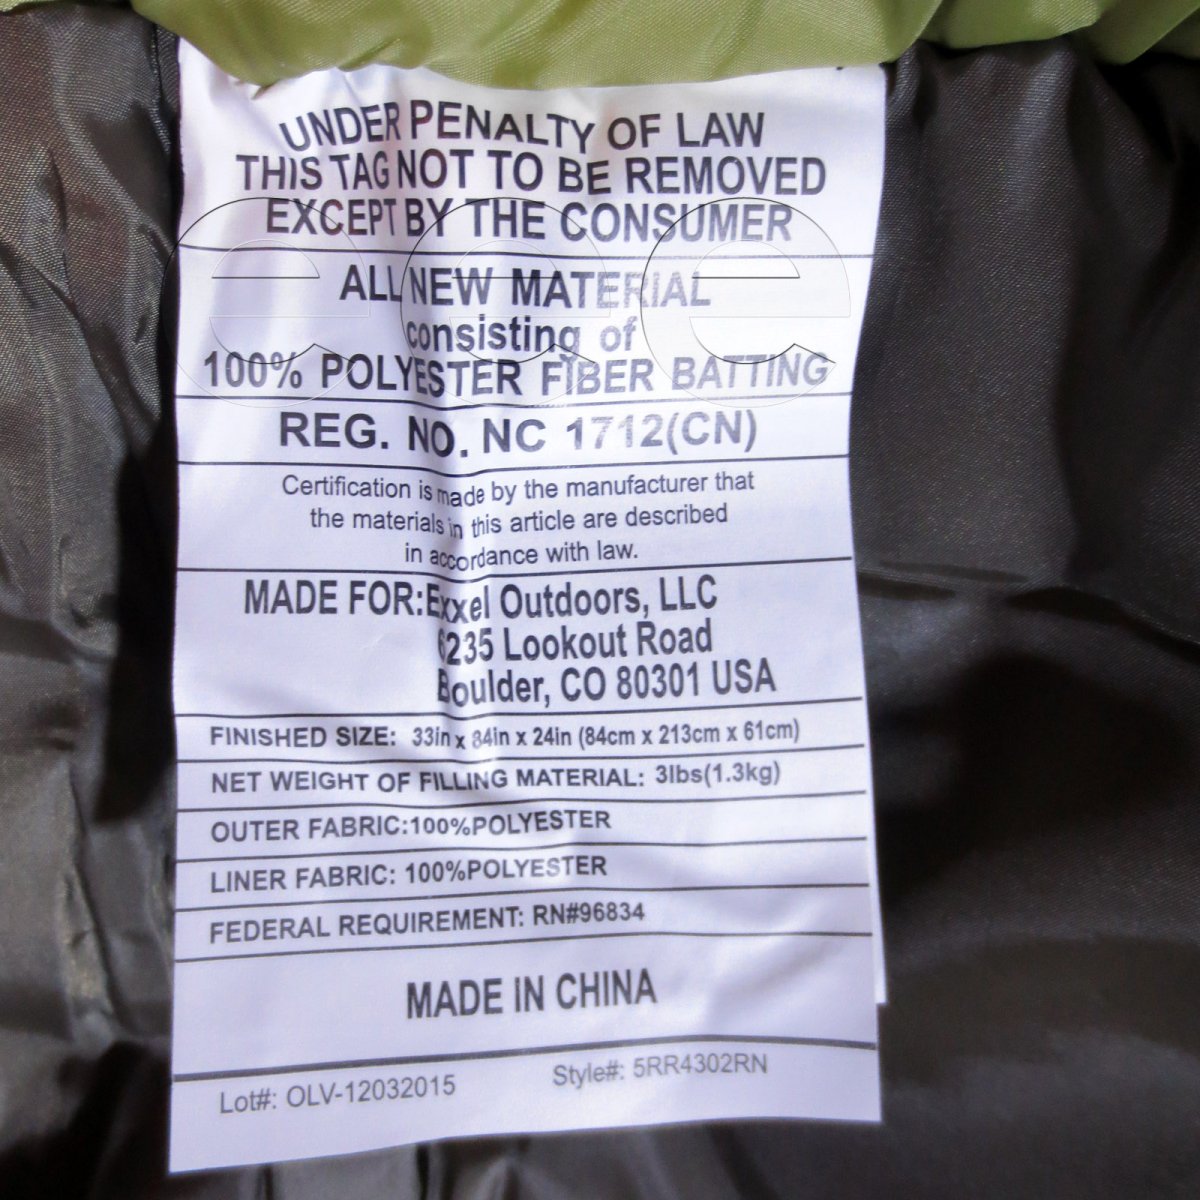 UNDER PENALTY OF LAW
THIS TAG NOT TO BE REMOVED
EXCEPT BY THE CONSUMER
ALL NEW MATERIAL
consisting of
100% POLYESTER FIBER BATTING
REG. NO. NC 1712(CN)
Certification is made by the manufacturer that
the materials in this article are described
in accordance with law.
MADE FOR:Exxel Outdoors, LLC
6235 Lookout Road
Boulder, CO 80301 USA
FINISHED SIZE: 33in x 84in x 24in (84cm x 213cm x 61cm)
NET WEIGHT OF FILLING MATERIAL: 3lbs(1.3kg)
OUTER FABRIC:100%POLYESTER
LINER FABRIC: 100%POLYESTER
FEDERAL REQUIREMENT: RN#96834
MADE IN CHINA
Lot#: OLV-12032015 Style#: 5RR4302RN
eee